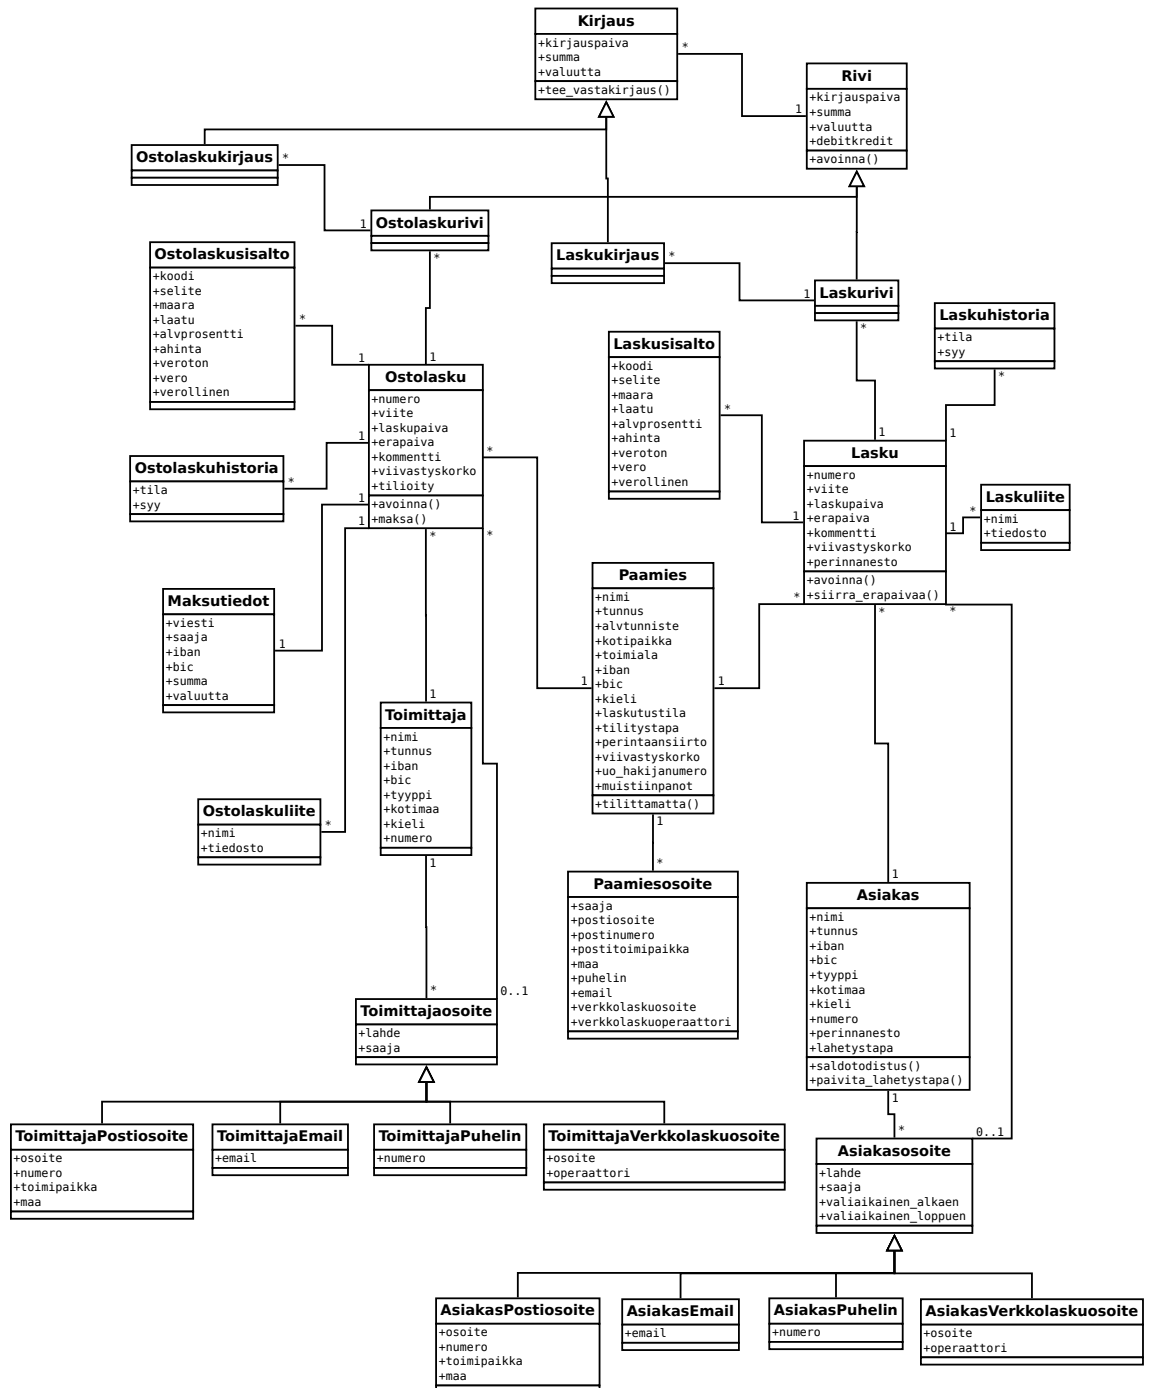 Kirjaus
+kirjauspaiva
+summa
+valuutta
+tee_vastakirjaus()
*
1
Rivi
+kirjauspaiva
+summa
+valuutta
+debitkredit
+avoinna()
Ostolaskukirjaus
*
1
Ostolaskurivi
*
1
Laskukirjaus
*
1
Laskurivi
*
1
Ostolaskusisalto
+koodi
+selite
+maara
+laatu
+alvprosentti
+ahinta
+veroton
+vero
+verollinen
*
1
Laskuhistoria
+tila
+syy
*
1
Laskusisalto
+koodi
+selite
+maara
+laatu
+alvprosentti
+ahinta
+veroton
+vero
+verollinen
*
1
Ostolasku
+numero
+viite
+laskupaiva
+erapaiva
+kommentti
+viivastyskorko
+tilioity
+avoinna()
+maksa()
*
*
*
Ostolaskuhistoria
+tila
+syy
*
1
1
1
Lasku
+numero
+viite
+laskupaiva
+erapaiva
+kommentti
+viivastyskorko
+perinnanesto
+avoinna()
+siirra_erapaivaa()
*
*
*
Laskuliite
+nimi
+tiedosto
*
1
Maksutiedot
+viesti
+saaja
+iban
+bic
+summa
+valuutta
1
Paamies
+nimi
+tunnus
+alvtunniste
+kotipaikka
+toimiala
+iban
+bic
+kieli
+laskutustila
+tilitystapa
+perintaansiirto
+viivastyskorko
+uo_hakijanumero
+muistiinpanot
+tilittamatta()
1
1
1
*
1
Toimittaja
+nimi
+tunnus
+iban
+bic
+tyyppi
+kotimaa
+kieli
+numero
1
*
Ostolaskuliite
+nimi
+tiedosto
*
Paamiesosoite
+saaja
+postiosoite
+postinumero
+postitoimipaikka
+maa
+puhelin
+email
+verkkolaskuosoite
+verkkolaskuoperaattori
1
Asiakas
+nimi
+tunnus
+iban
+bic
+tyyppi
+kotimaa
+kieli
+numero
+perinnanesto
+lahetystapa
+saldotodistus()
+paivita_lahetystapa()
1
*
0..1
Toimittajaosoite
+lahde
+saaja
0..1
ToimittajaPostiosoite
+osoite
+numero
+toimipaikka
+maa
ToimittajaEmail
+email
ToimittajaPuhelin
+numero
ToimittajaVerkkolaskuosoite
+osoite
+operaattori
Asiakasosoite
+lahde
+saaja
+valiaikainen_alkaen
+valiaikainen_loppuen
AsiakasPostiosoite
+osoite
+numero
+toimipaikka
+maa
AsiakasEmail
+email
AsiakasPuhelin
+numero
AsiakasVerkkolaskuosoite
+osoite
+operaattori